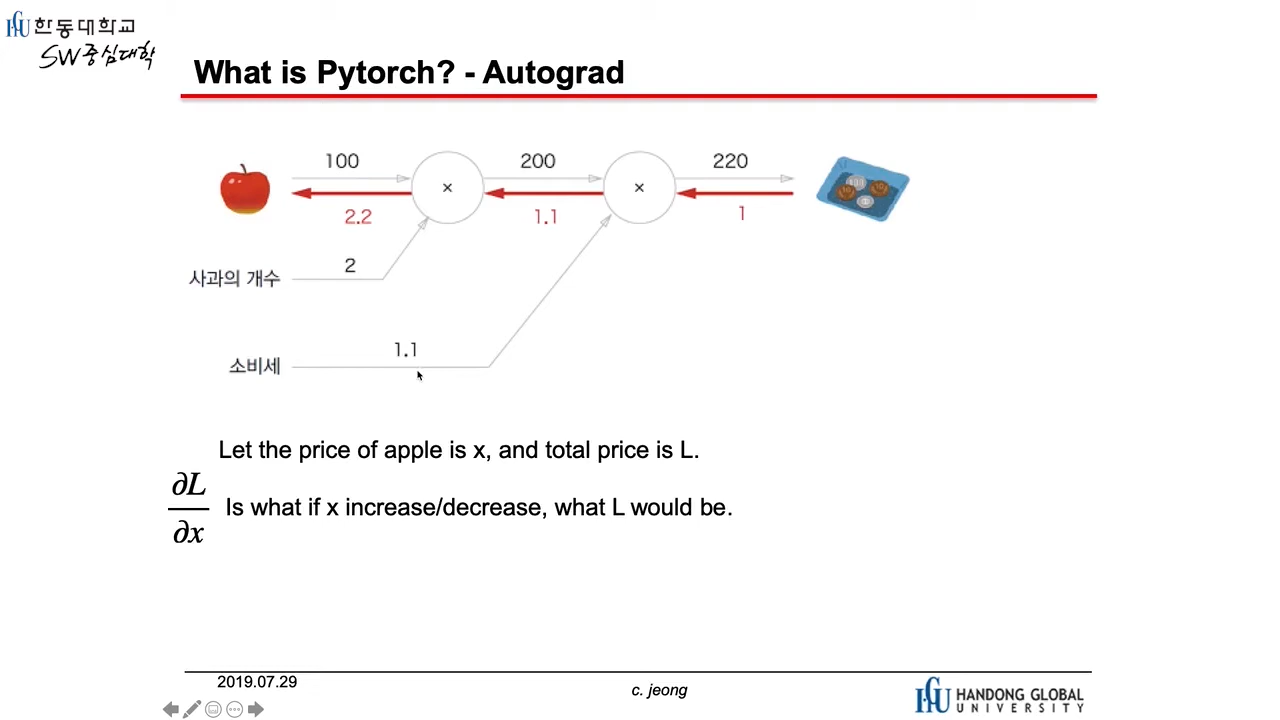 한동대학교
SW중심대학
What is Pytorch? - Autograd
100
200
220
×
×
2.2
1.1
1
2
사과의 개수
1.1
소비세
Let the price of apple is x, and total price is L.
∂L
∂x
Is what if x increase/decrease, what L would be.
2019.07.29
c. jeong
HGU HANDONG GLOBAL
UNIVERSITY